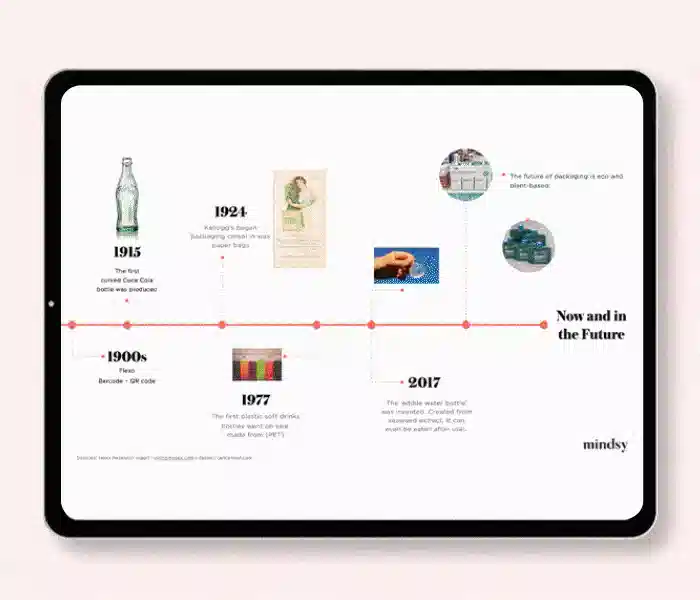 The future of packaging is eco and
plant-based.
1924
Kellogg's began
packaging cereal in wax
paper bags
1915
The first
curved Coca Cola
bottle was produced
Now and in
the Future
1900s
Flexo
Barcode - QR code
2017
The 'edible water bottle'
was invented. Created from
seaweed extract, it can
even be eaten after use.
1977
The first plastic soft drinks
bottles went on sale
made from (PET)
mindsy